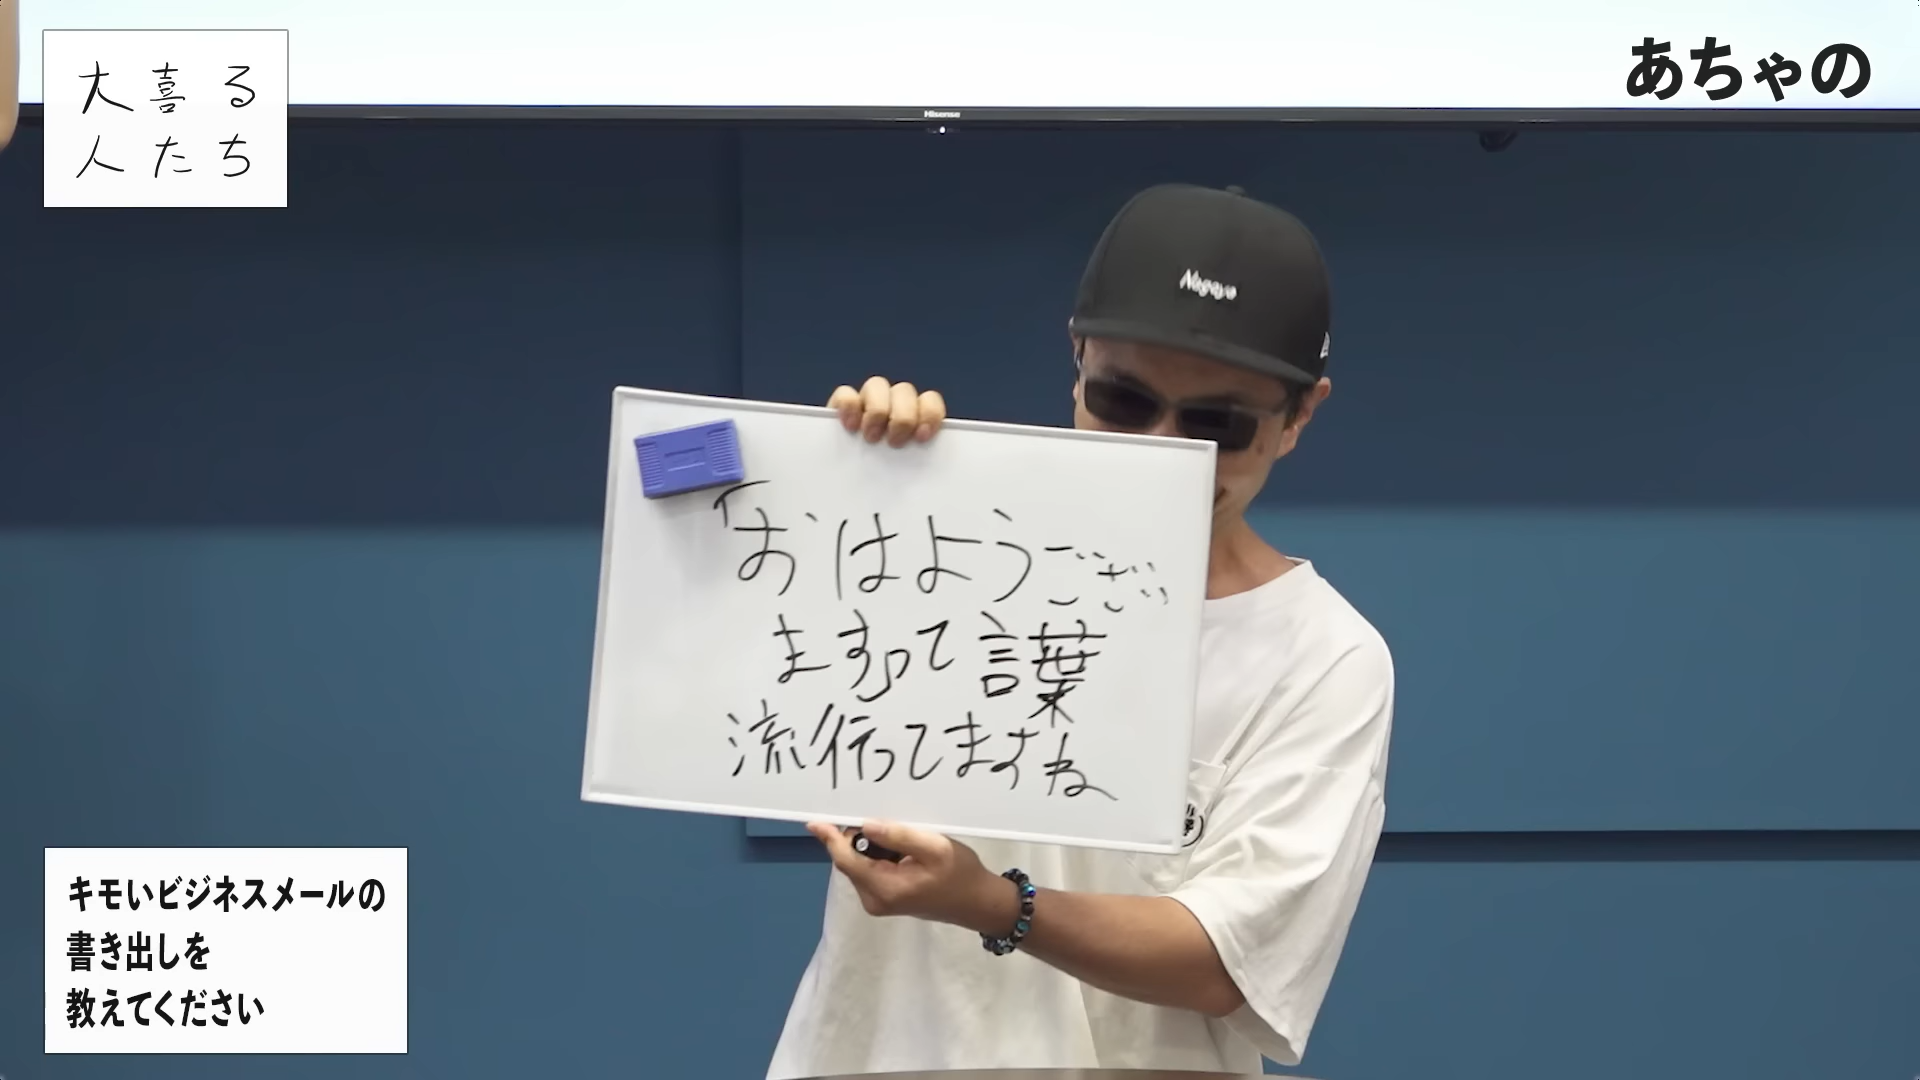 大喜る
人たち
あちゃの
Hisense
Nagoya
「おはようござい
ます」って言葉
流行ってますね
キモいビジネスメールの
書き出しを
教えてください